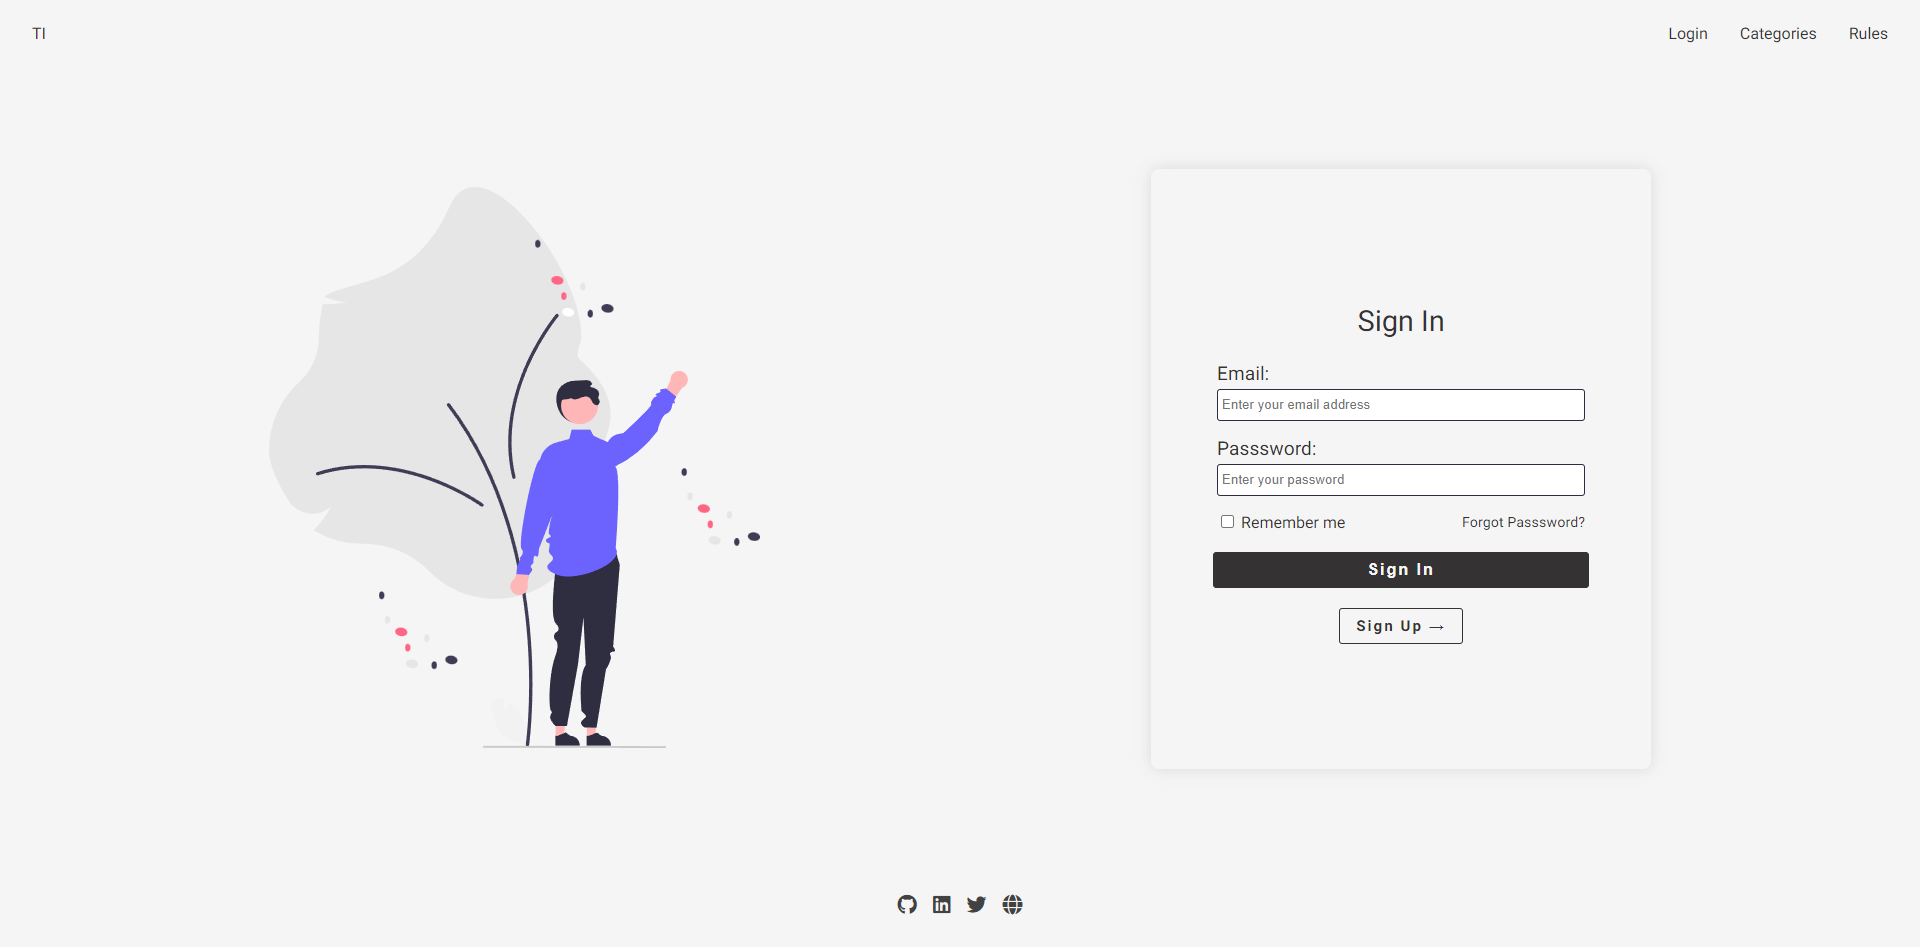 TI
Login Categories Rules
Sign In
Email:
Enter your email address
Passsword:
Enter your password
Remember me
Forgot Passsword?
Sign In
Sign Up →
in